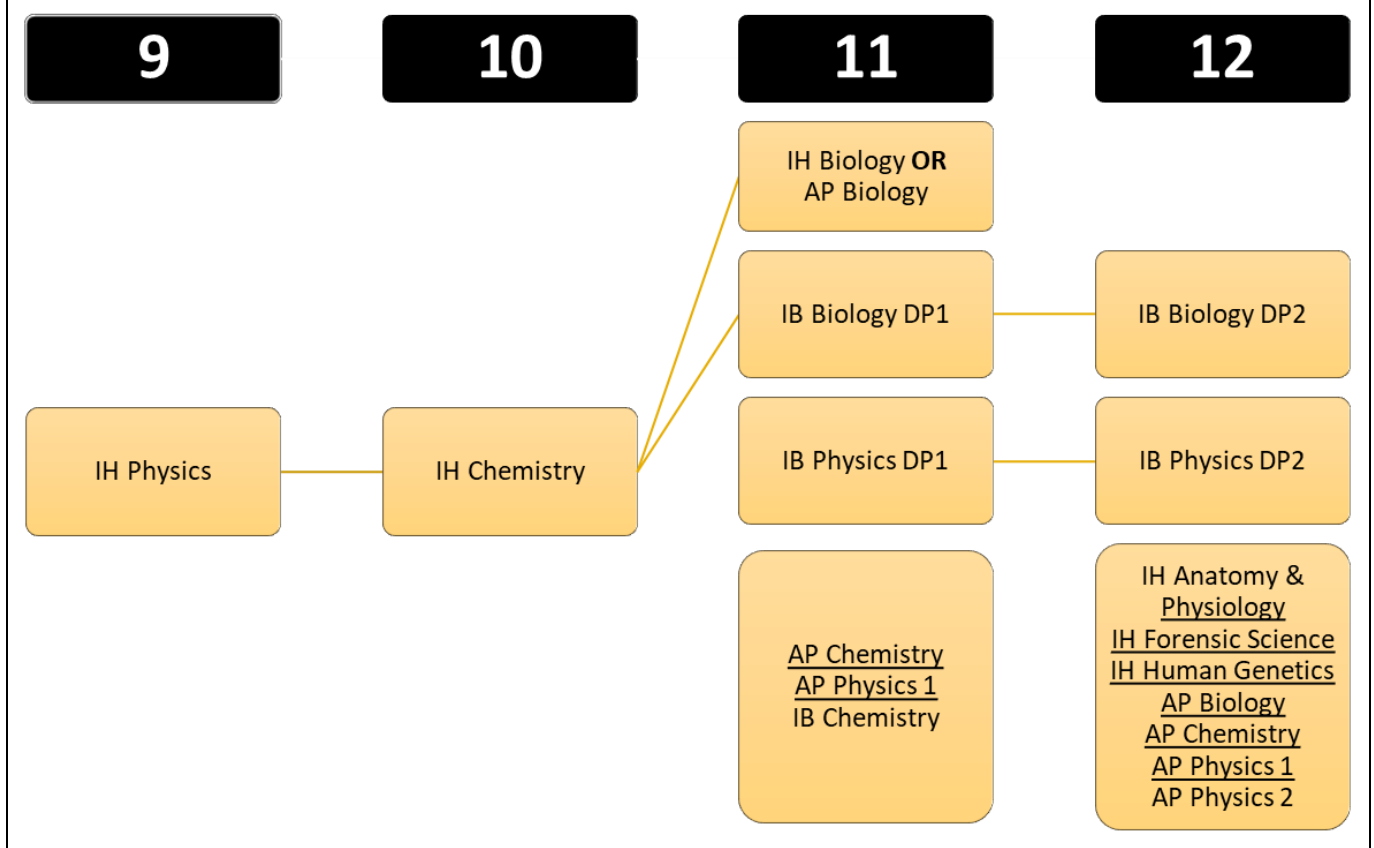 9
10
11
12
IH Biology OR
AP Biology
IB Biology DP1
IB Biology DP2
IH Physics
IH Chemistry
IB Physics DP1
IB Physics DP2
AP Chemistry
AP Physics 1
IB Chemistry
IH Anatomy &
Physiology
IH Forensic Science
IH Human Genetics
AP Biology
AP Chemistry
AP Physics 1
AP Physics 2